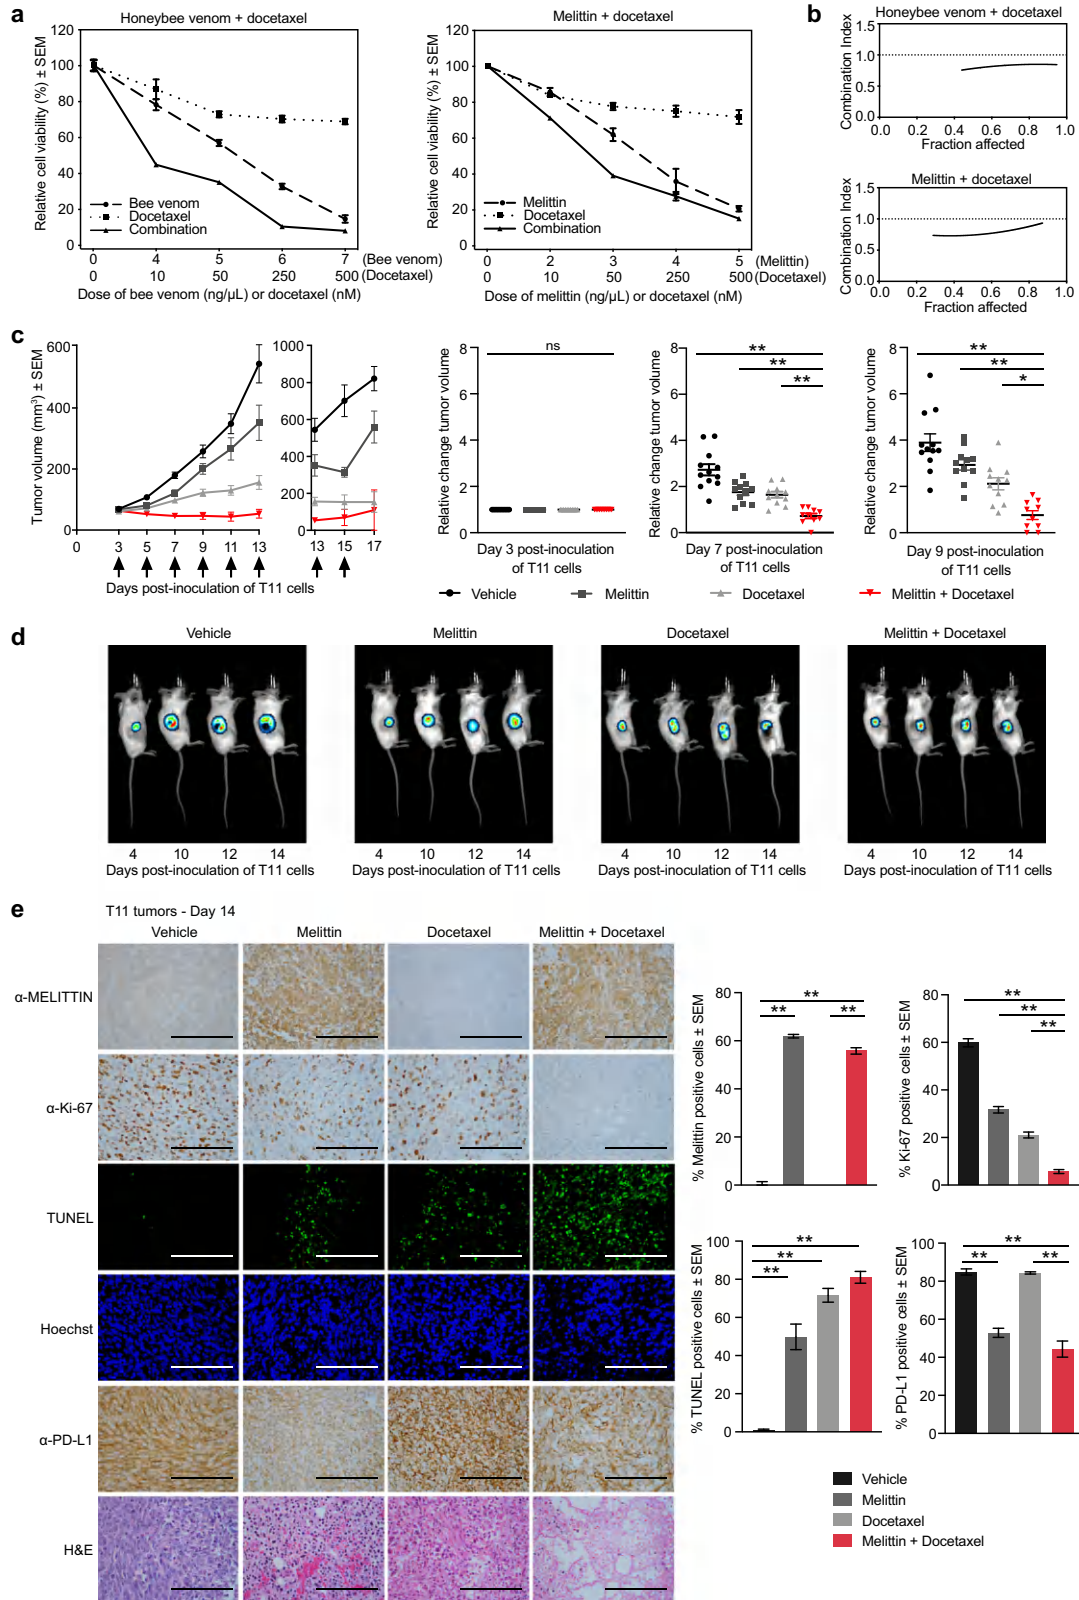 a
Honeybee venom + docetaxel
Relative cell viability (%) ± SEM
120
100
80
60
40
20
0
Bee venom
Docetaxel
Combination
0 4 5 6 7 (Bee venom)
0 10 50 250 500 (Docetaxel)
Dose of bee venom (ng/µL) or docetaxel (nM)
Melittin + docetaxel
Relative cell viability (%) ± SEM
120
100
80
60
40
20
0
Melittin
Docetaxel
Combination
0 2 3 4 5 (Melittin)
0 10 50 250 500 (Docetaxel)
Dose of melittin (ng/µL) or docetaxel (nM)
b
Honeybee venom + docetaxel
Combination Index
1.5
1.0
0.5
0.0
0.0 0.2 0.4 0.6 0.8 1.0
Fraction affected
Melittin + docetaxel
Combination Index
1.5
1.0
0.5
0.0
0.0 0.2 0.4 0.6 0.8 1.0
Fraction affected
c
Tumor volume (mm³) ± SEM
600
400
200
0
0 3 5 7 9 11 13
1000
800
600
400
200
0
13 15 17
Days post-inoculation of T11 cells
Relative change tumor volume
8
6
4
2
0
ns
Day 3 post-inoculation
of T11 cells
Relative change tumor volume
8
6
4
2
0
**
**
**
Day 7 post-inoculation
of T11 cells
Relative change tumor volume
8
6
4
2
0
**
**
*
Day 9 post-inoculation
of T11 cells
Vehicle Melittin Docetaxel Melittin + Docetaxel
d
Vehicle Melittin Docetaxel Melittin + Docetaxel
4 10 12 14 4 10 12 14 4 10 12 14 4 10 12 14
Days post-inoculation of T11 cells Days post-inoculation of T11 cells Days post-inoculation of T11 cells Days post-inoculation of T11 cells
e
T11 tumors - Day 14
Vehicle Melittin Docetaxel Melittin + Docetaxel
α-MELITTIN
α-Ki-67
TUNEL
Hoechst
α-PD-L1
H&E
% Melittin positive cells ± SEM
80
60
40
20
0
**
** **
% Ki-67 positive cells ± SEM
80
60
40
20
0
**
**
**
% TUNEL positive cells ± SEM
100
80
60
40
20
0
**
**
**
% PD-L1 positive cells ± SEM
100
80
60
40
20
0
**
** **
Vehicle
Melittin
Docetaxel
Melittin + Docetaxel